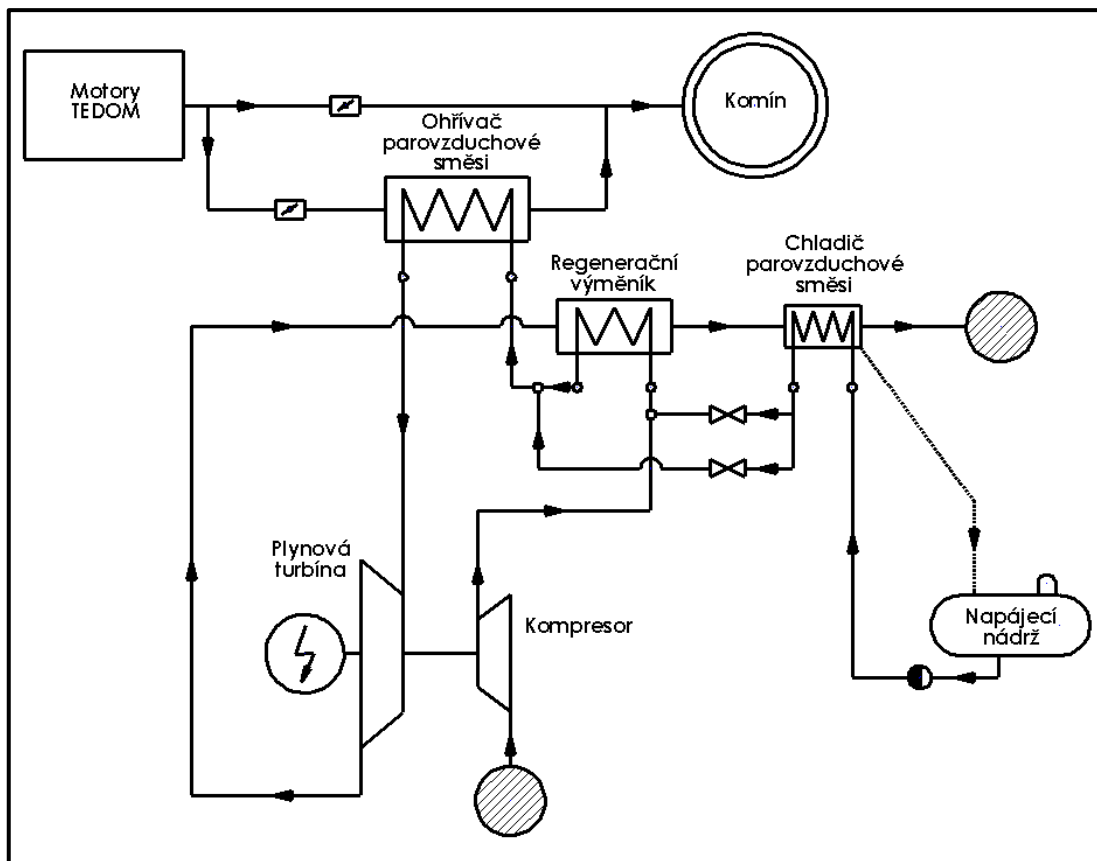 Motory
TEDOM
Komín
Ohřívač
parovzduchové
směsi
Regenerační
výměník
Chladič
parovzduchové
směsi
Plynová
turbína
Kompresor
Napájecí
nádrž